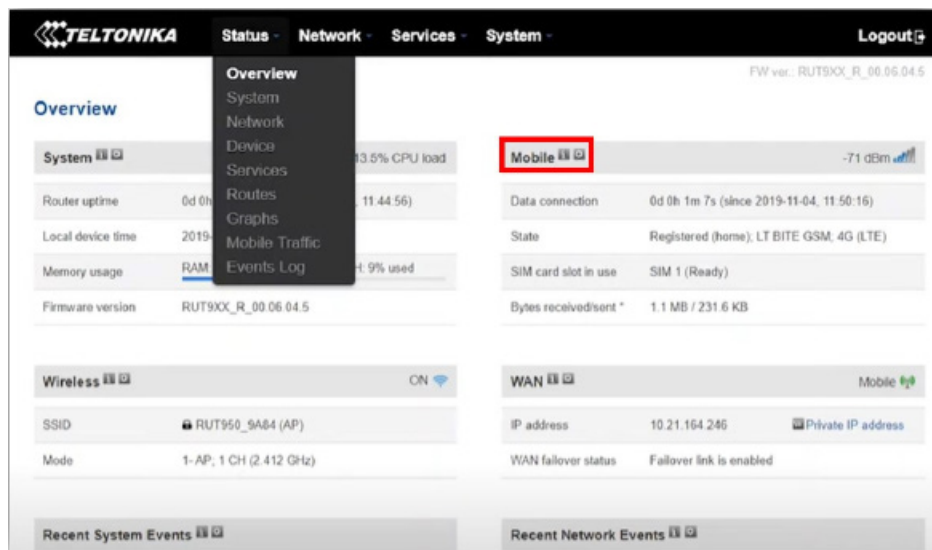 TELTONIKA Status Network Services System Logout
FW ver.: RUT9XX_R_00.06.04.5
Overview
System
Network
Device
Services
Routes
Graphs
Mobile Traffic
Events Log
Overview
System 13.5% CPU load
Router uptime 0d 0h 11:44:56)
Local device time 2019-
Memory usage RAM: H: 9% used
Firmware version RUT9XX_R_00.06.04.5
Mobile -71 dBm
Data connection 0d 0h 1m 7s (since 2019-11-04, 11:50:16)
State Registered (home); LT BITE GSM; 4G (LTE)
SIM card slot in use SIM 1 (Ready)
Bytes received/sent * 1.1 MB / 231.6 KB
Wireless ON
SSID RUT950_9A84 (AP)
Mode 1- AP; 1 CH (2.412 GHz)
WAN Mobile
IP address 10.21.164.246 Private IP address
WAN failover status Failover link is enabled
Recent System Events
Recent Network Events